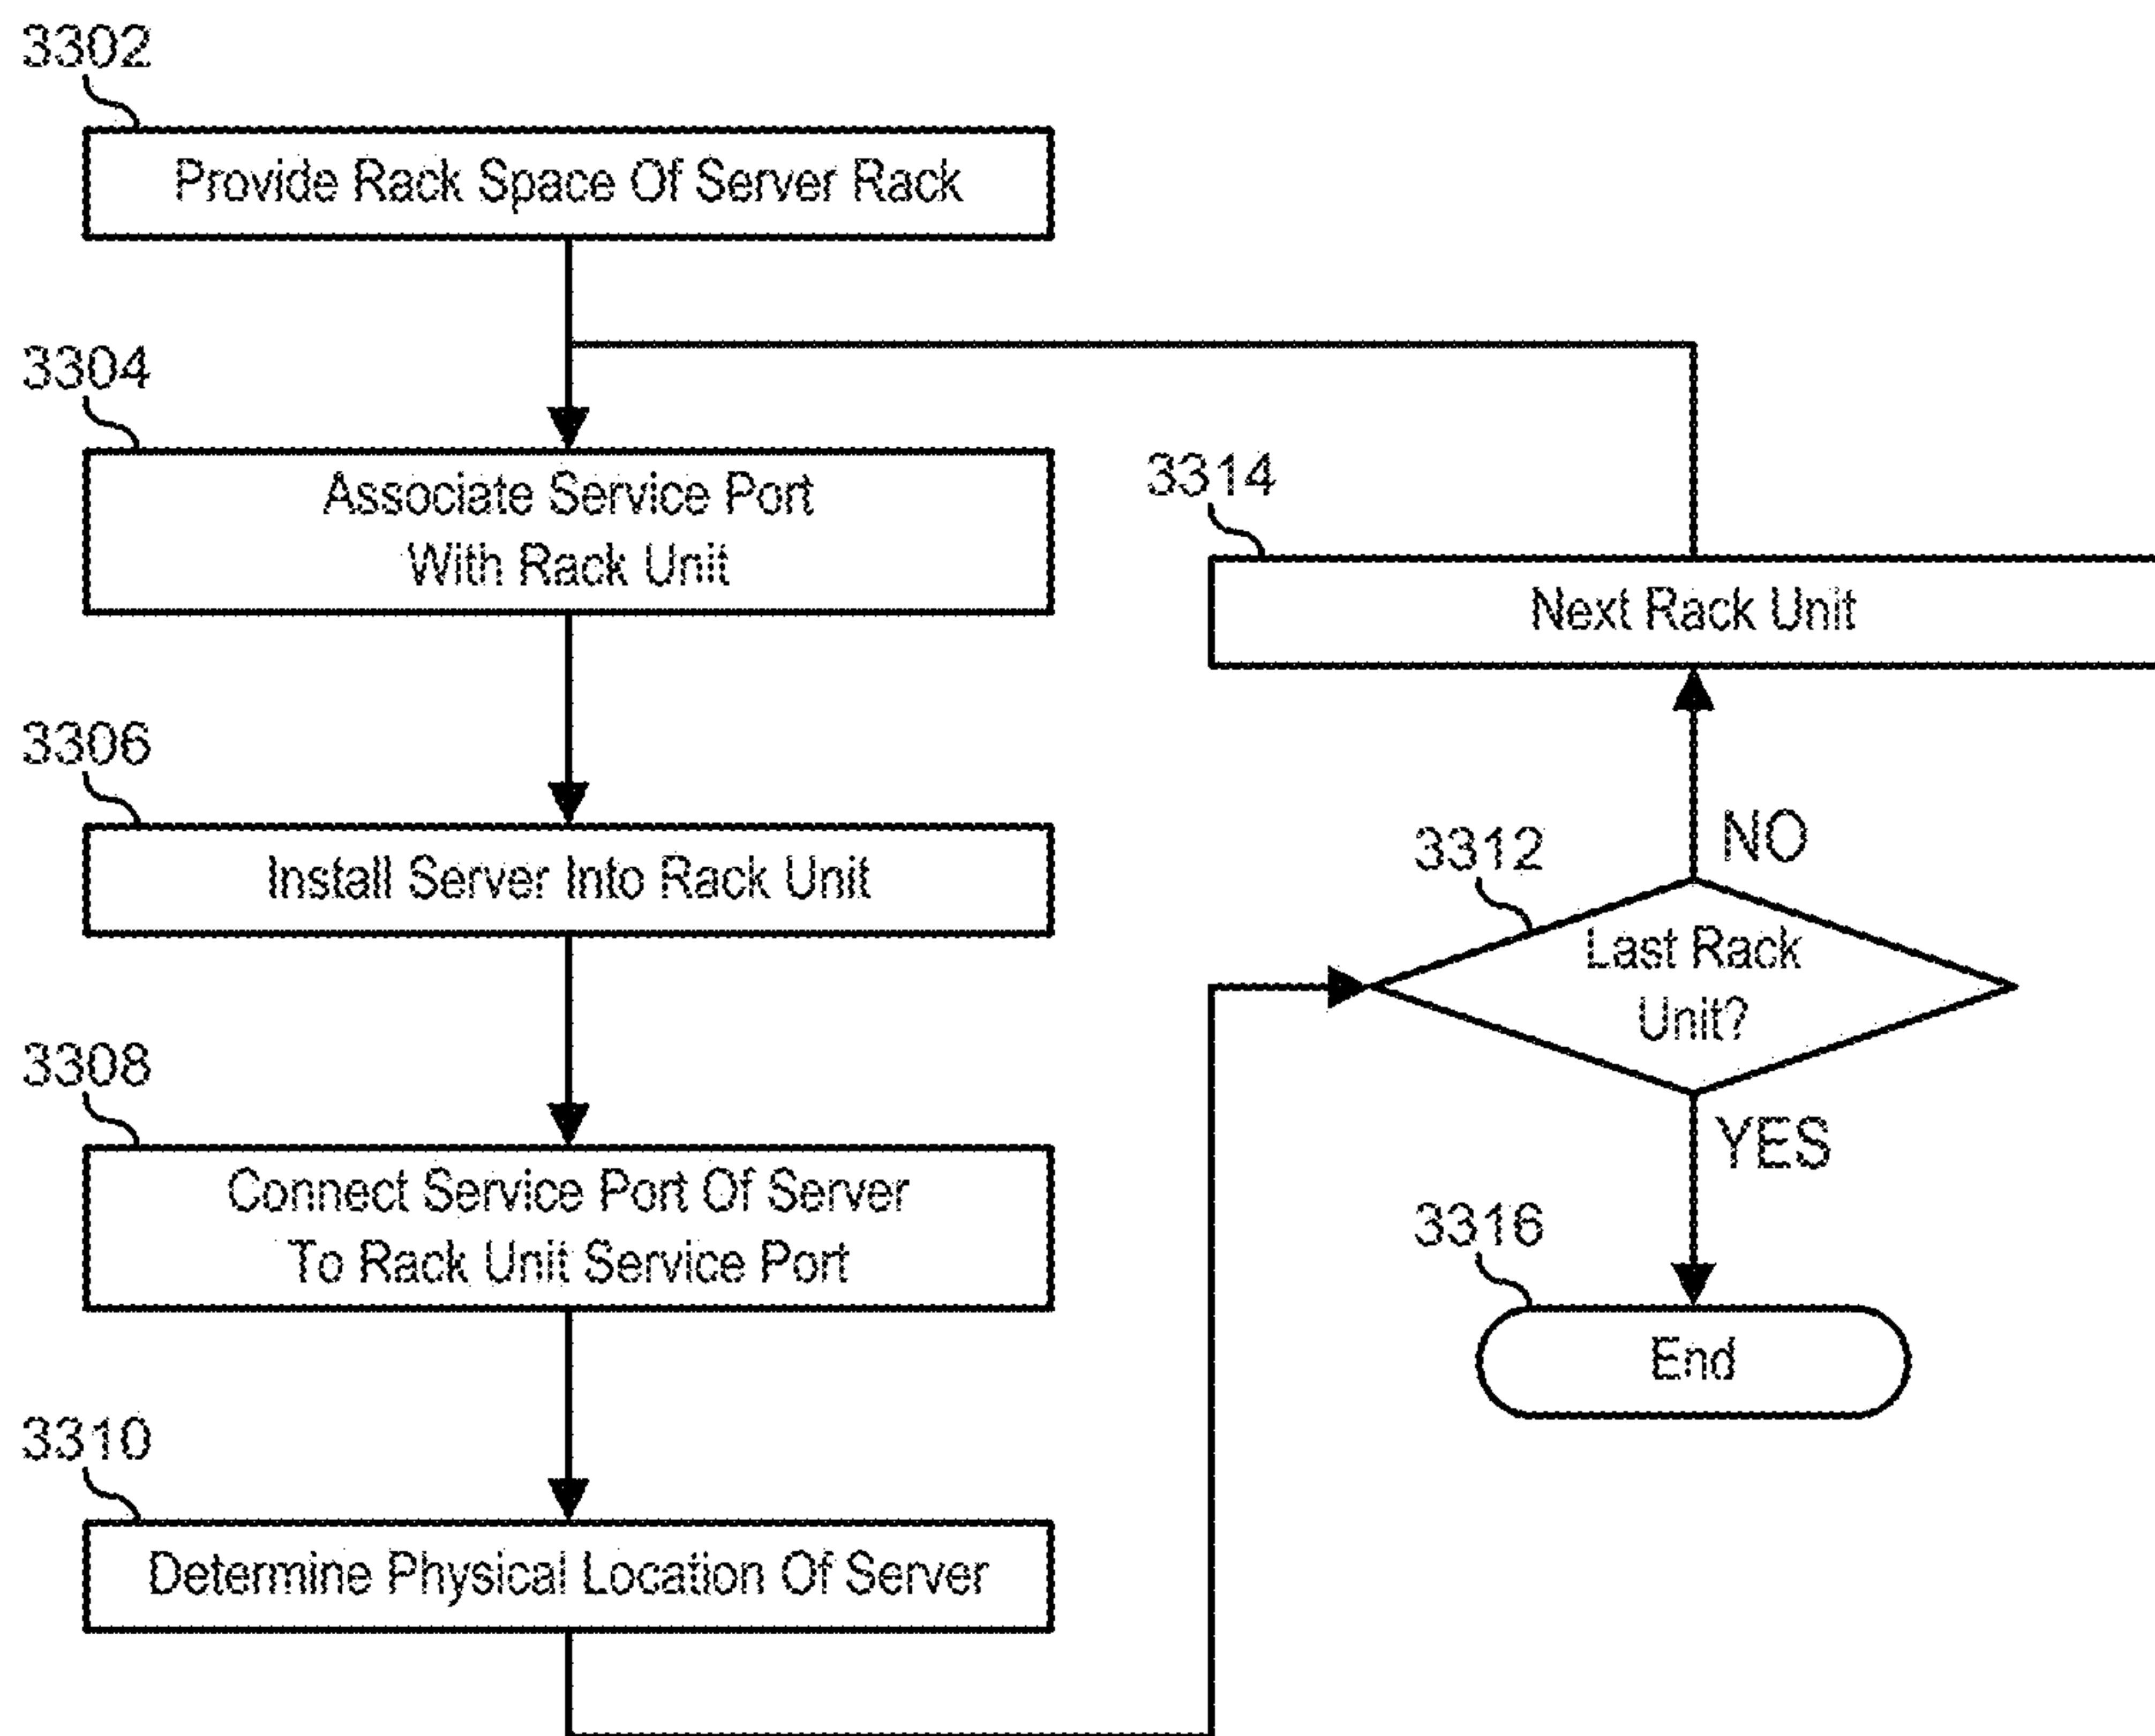 3302
Provide Rack Space Of Server Rack
3304
Associate Service Port
With Rack Unit
3306
Install Server Into Rack Unit
3308
Connect Service Port Of Server
To Rack Unit Service Port
3310
Determine Physical Location Of Server
3314
Next Rack Unit
NO
3312
Last Rack
Unit?
YES
3316
End